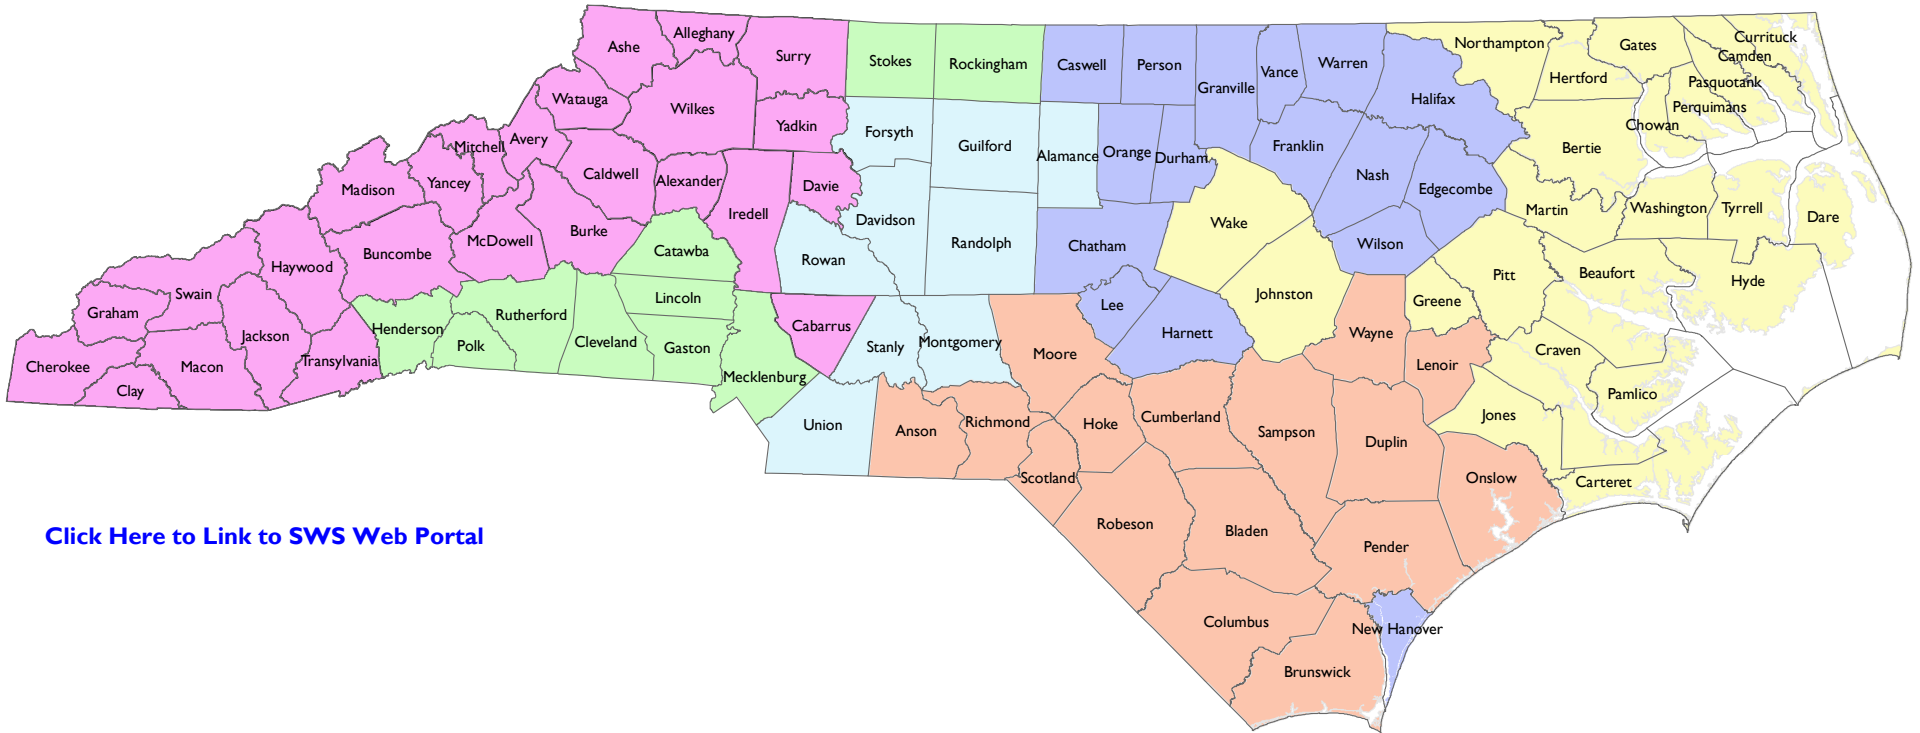 Ashe
Alleghany
Surry
Stokes
Rockingham
Caswell
Person
Granville
Vance
Warren
Northampton
Gates
Currituck
Camden
Hertford
Pasquotank
Perquimans
Chowan
Watauga
Wilkes
Yadkin
Forsyth
Guilford
Alamance
Orange
Durham
Franklin
Halifax
Bertie
Mitchell
Avery
Madison
Yancey
Caldwell
Alexander
Davie
Iredell
Davidson
Randolph
Chatham
Wake
Nash
Edgecombe
Martin
Washington
Tyrrell
Dare
Buncombe
McDowell
Burke
Catawba
Rowan
Wilson
Haywood
Swain
Graham
Lincoln
Lee
Johnston
Greene
Pitt
Beaufort
Hyde
Jackson
Henderson
Rutherford
Polk
Cleveland
Gaston
Cabarrus
Stanly
Montgomery
Moore
Harnett
Wayne
Lenoir
Craven
Pamlico
Cherokee
Clay
Macon
Transylvania
Mecklenburg
Union
Anson
Richmond
Hoke
Cumberland
Sampson
Duplin
Jones
Scotland
Onslow
Carteret
Robeson
Bladen
Pender
Click Here to Link to SWS Web Portal
Columbus
New Hanover
Brunswick